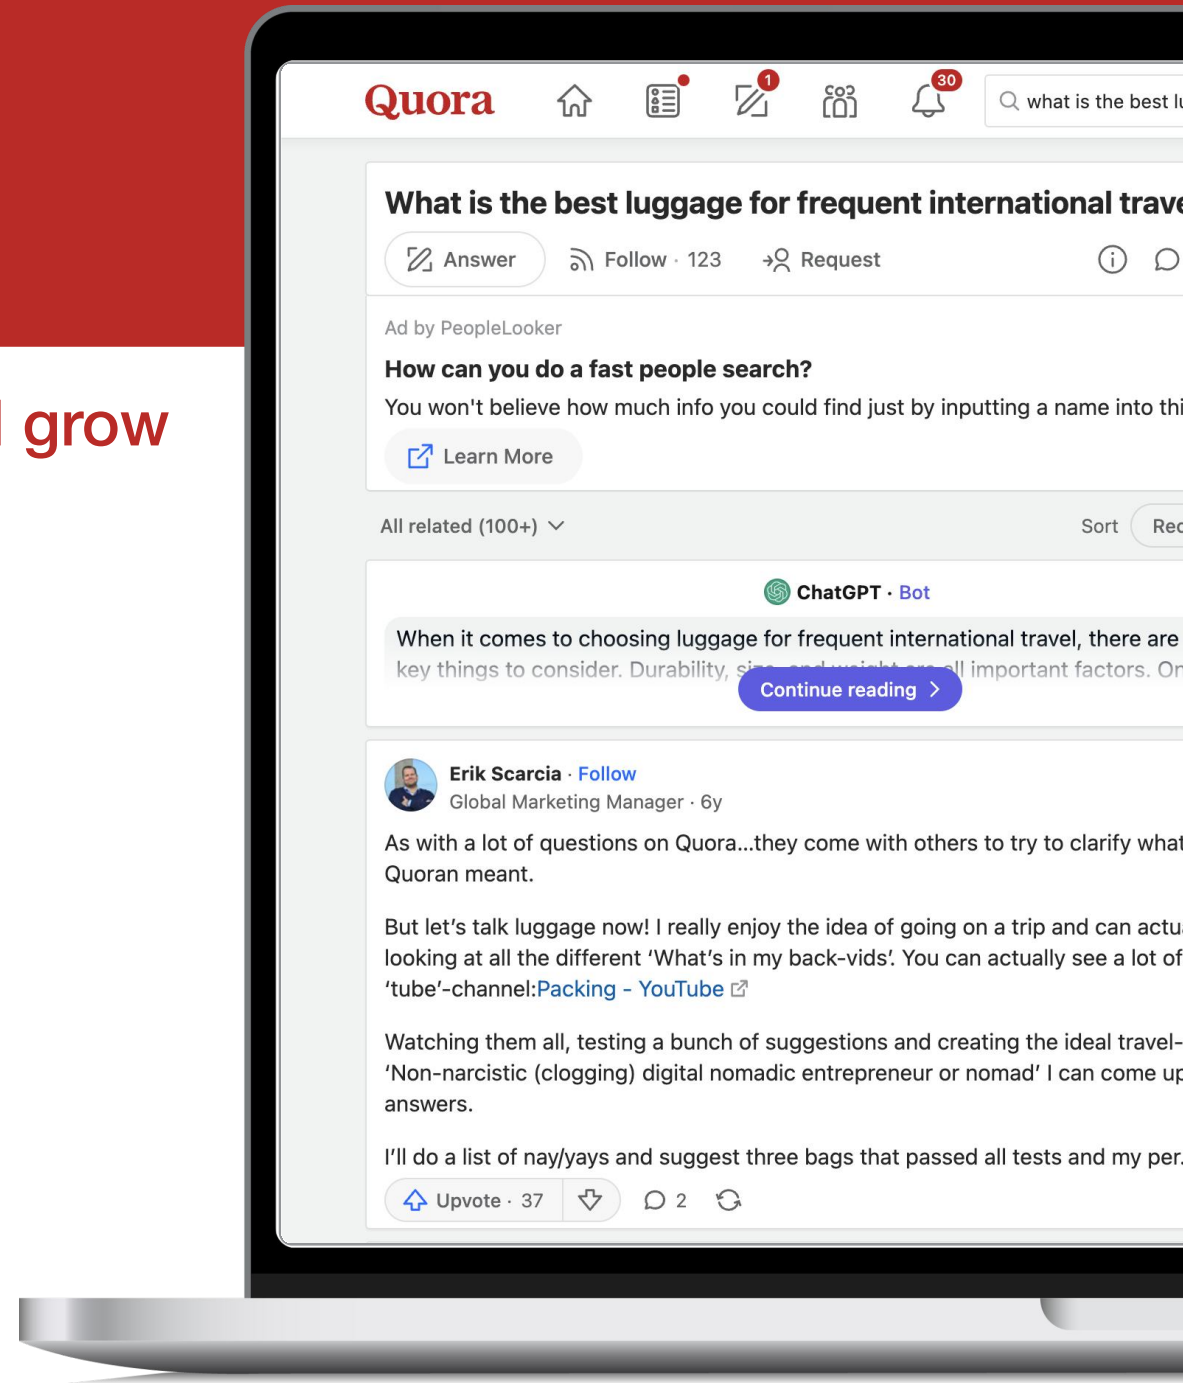 Quora
1
30
what is the best
What is the best luggage for frequent international
Answer
Follow · 123
Request
Ad by PeopleLooker
How can you do a fast people search?
You won't believe how much info you could find just by inputting a name into
grow
Learn More
All related (100+)
Sort
ChatGPT · Bot
When it comes to choosing luggage for frequent international travel, there are
key things to consider. Durability, size, and weight are all important factors.
Continue reading
Erik Scarcia · Follow
Global Marketing Manager · 6y
As with a lot of questions on Quora...they come with others to try to clarify what
Quoran meant.
But let's talk luggage now! I really enjoy the idea of going on a trip and can
looking at all the different ‘What's in my back-vids’. You can actually see a lot of
‘tube’-channel:Packing - YouTube
Watching them all, testing a bunch of suggestions and creating the ideal travel-
‘Non-narcistic (clogging) digital nomadic entrepreneur or nomad’ I can come up
answers.
I'll do a list of nay/yays and suggest three bags that passed all tests and my per.
Upvote · 37
2